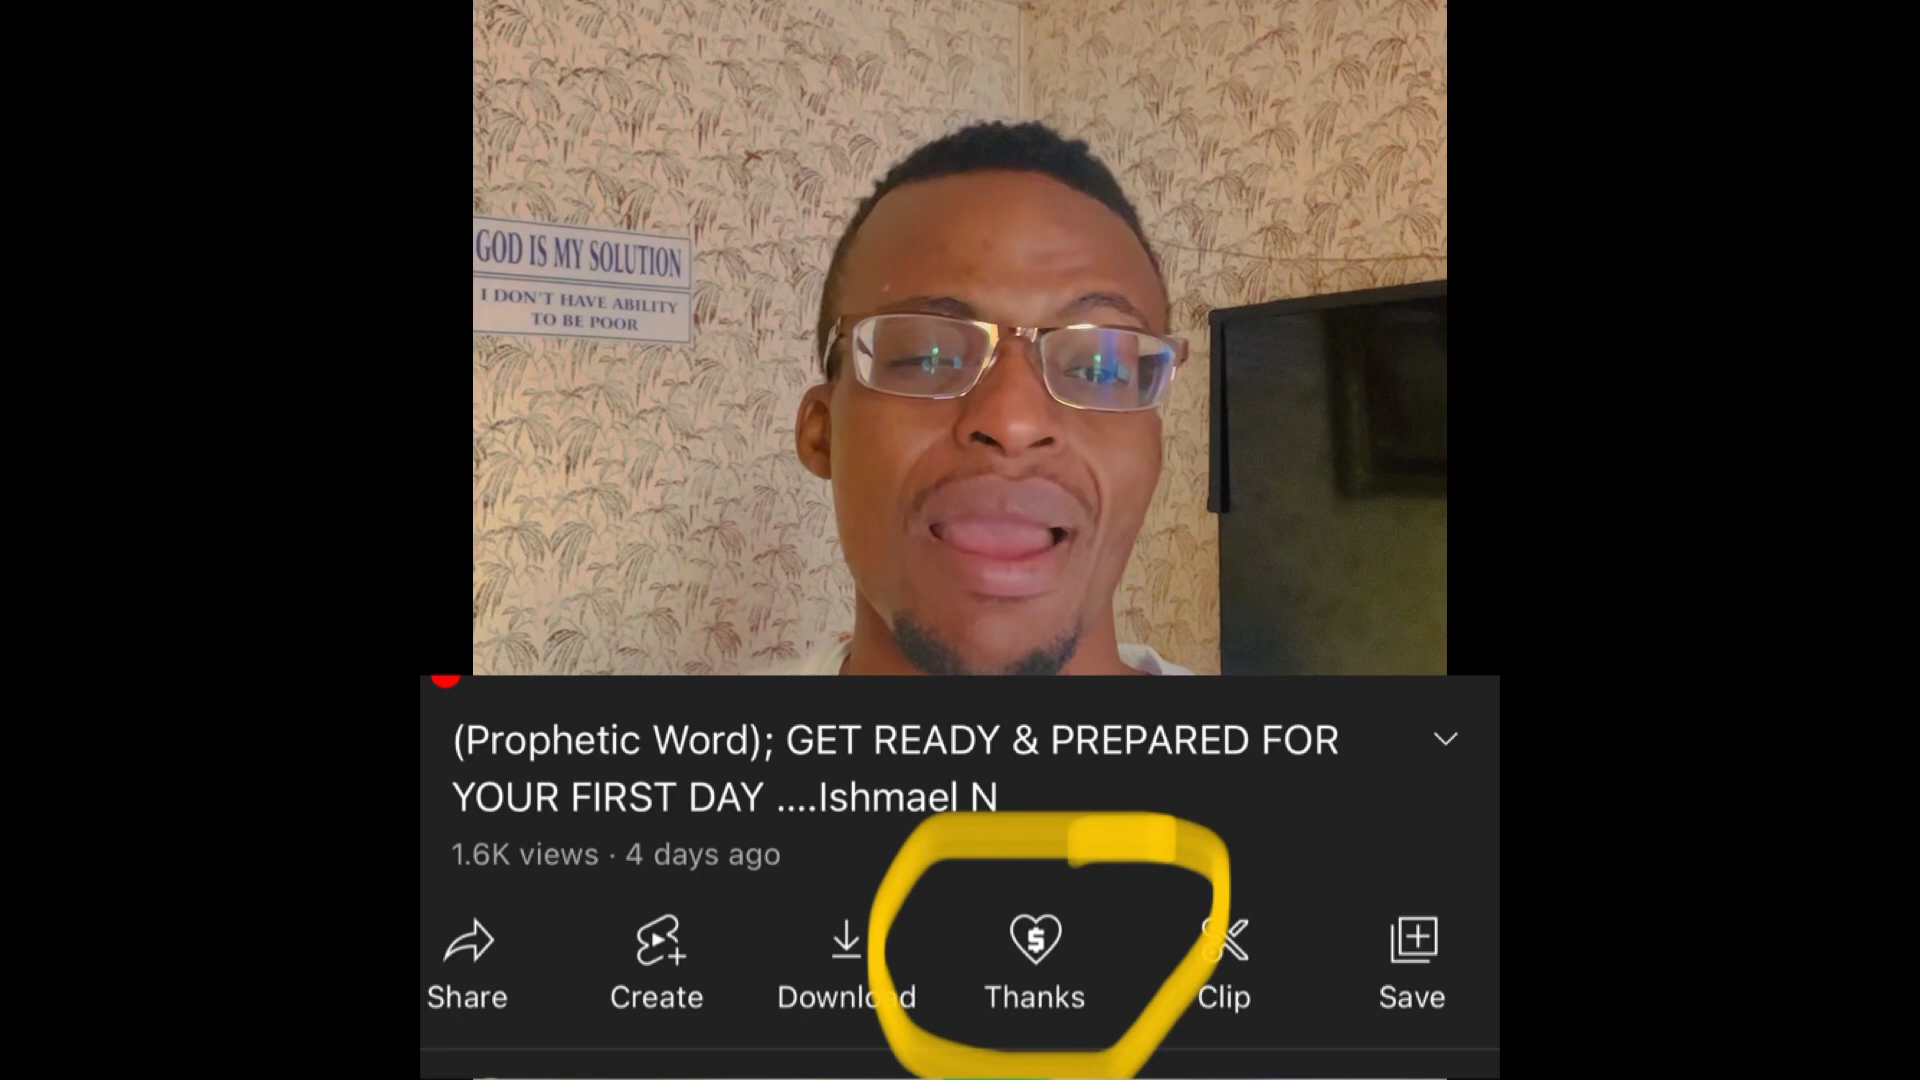 GOD IS MY SOLUTION
I DON'T HAVE ABILITY
TO BE POOR
(Prophetic Word); GET READY & PREPARED FOR
YOUR FIRST DAY ....Ishmael N
1.6K views · 4 days ago
Share Create Download Thanks Clip Save